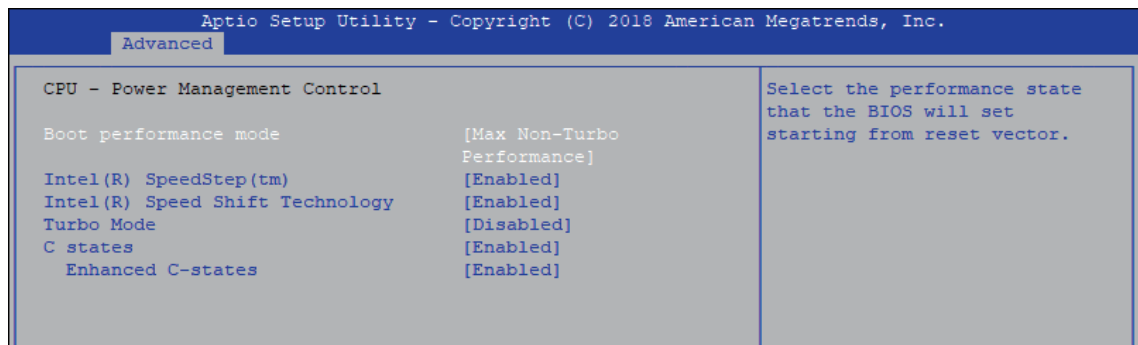 Aptio Setup Utility - Copyright (C) 2018 American Megatrends, Inc.
Advanced
CPU - Power Management Control
Boot performance mode [Max Non-Turbo
Performance]
Intel(R) SpeedStep(tm) [Enabled]
Intel(R) Speed Shift Technology [Enabled]
Turbo Mode [Disabled]
C states [Enabled]
Enhanced C-states [Enabled]
Select the performance state
that the BIOS will set
starting from reset vector.